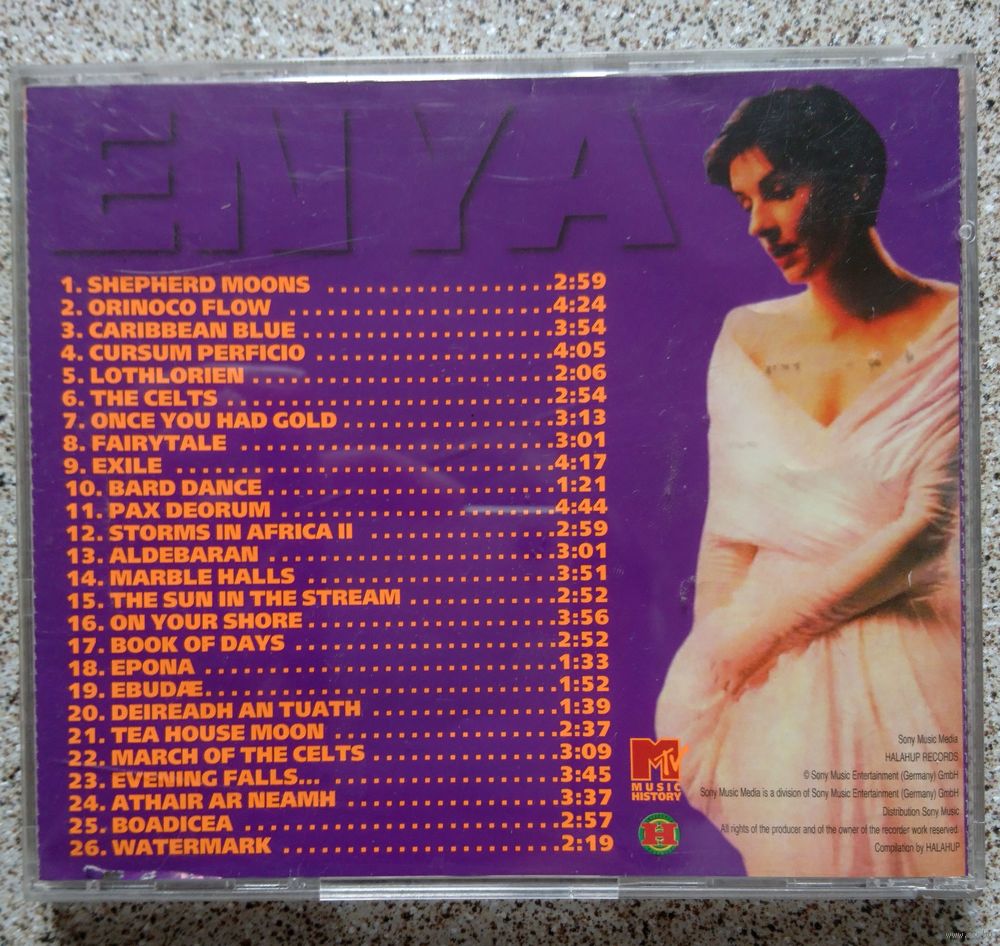 ENYA
1. SHEPHERD MOONS ..................2:59
2. ORINOCO FLOW .....................4:24
3. CARIBBEAN BLUE ....................3:54
4. CURSUM PERFICIO ..................4:05
5. LOTHLORIEN ........................2:06
6. THE CELTS ..........................2:54
7. ONCE YOU HAD GOLD ................3:13
8. FAIRYTALE .........................3:01
9. EXILE ..............................4:17
10. BARD DANCE .......................1:21
11. PAX DEORUM .......................4:44
12. STORMS IN AFRICA II ..............2:59
13. ALDEBARAN ........................3:01
14. MARBLE HALLS ....................3:51
15. THE SUN IN THE STREAM ............2:52
16. ON YOUR SHORE ....................3:56
17. BOOK OF DAYS .....................2:52
18. EPONA ............................1:33
19. EBUDÆ ............................1:52
20. DEIREADH AN TUATH ...............1:39
21. TEA HOUSE MOON ..................2:37
22. MARCH OF THE CELTS ...............3:09
23. EVENING FALLS... ..................3:45
24. ATHAIR AR NEAMH .................3:37
25. BOADICEA .........................2:57
26. WATERMARK .......................2:19
MTV
MUSIC
HISTORY
H
Sony Music Media
HALAHUP RECORDS
© Sony Music Entertainment (Germany) GmbH
Sony Music Media is a division of Sony Music Entertainment (Germany) GmbH
Distribution Sony Music
All rights of the producer and of the owner of the recorder work reserved
Compilation by HALAHUP